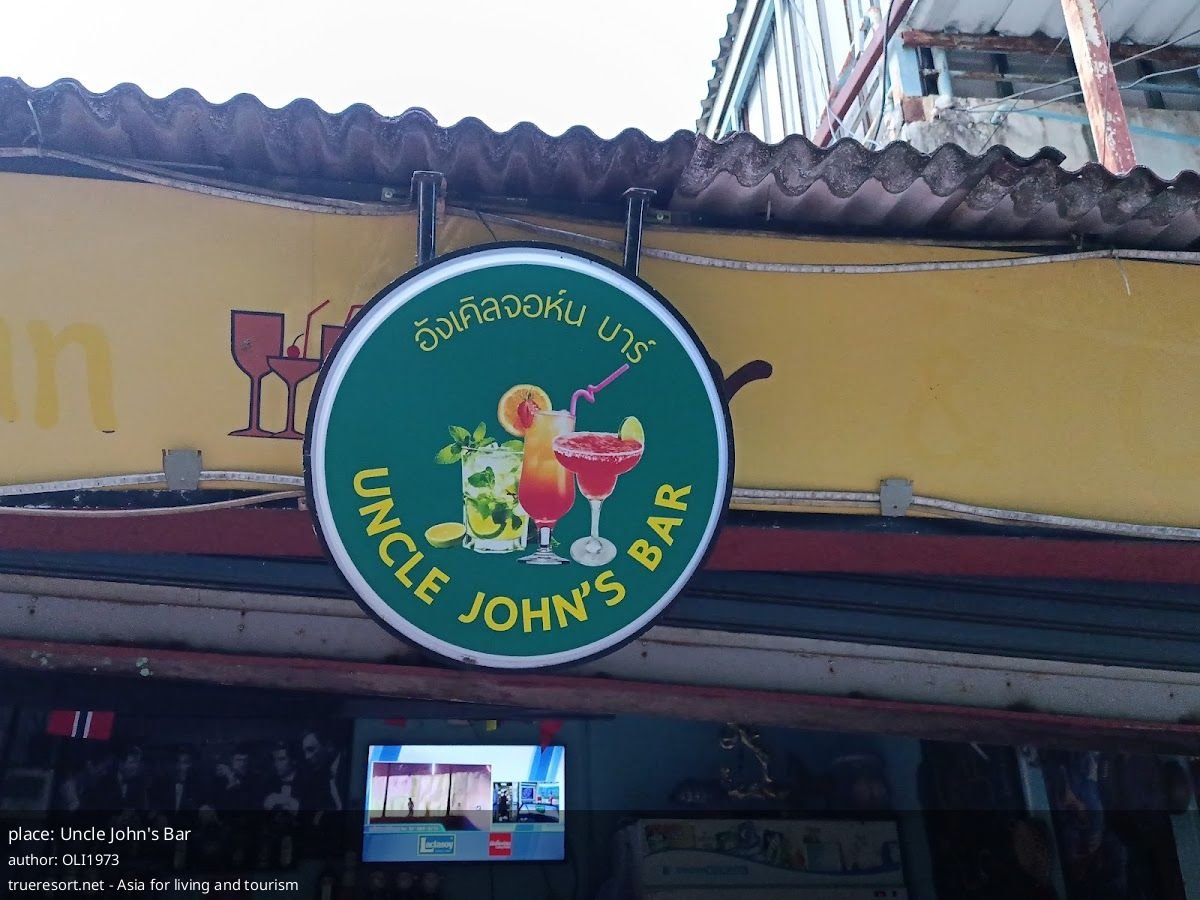 อังเคิลจอห์น บาร์
UNCLE JOHN'S BAR
Lactasoy
place: Uncle John's Bar
author: OLI1973
trueresort.net - Asia for living and tourism